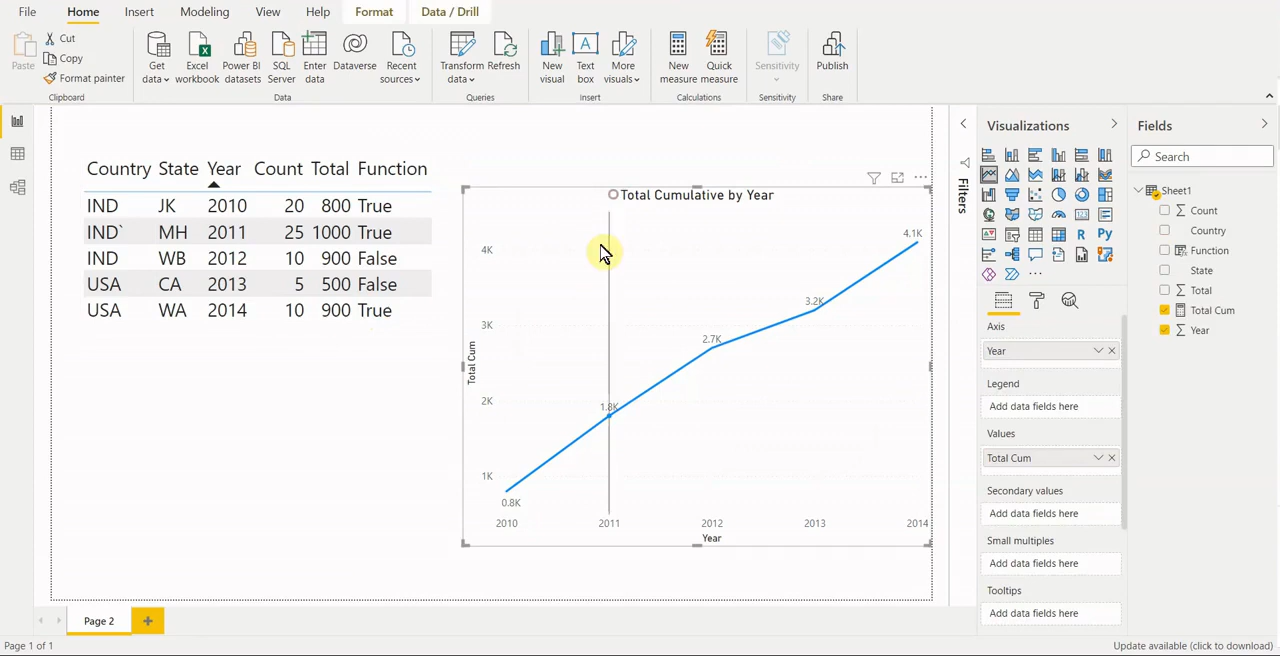 File Home Insert Modeling View Help Format Data / Drill
Paste Cut
Copy
Format painter
Get data Excel workbook Power BI datasets SQL Server Enter data Dataverse Recent sources Transform data Refresh New visual Text box More visuals New measure Quick measure Sensitivity Publish
Clipboard Data Queries Insert Calculations Sensitivity Share
Country State Year Count Total Function
IND JK 2010 20 800 True
IND` MH 2011 25 1000 True
IND WB 2012 10 900 False
USA CA 2013 5 500 False
USA WA 2014 10 900 True
Total Cumulative by Year
4K
3K
2K
1K
Total Cum
0.8K
1.8K
2.7K
3.2K
4.1K
2010 2011 2012 2013 2014
Year
Filters
Visualizations
R Py
Axis
Year
Legend
Add data fields here
Values
Total Cum
Secondary values
Add data fields here
Small multiples
Add data fields here
Tooltips
Add data fields here
Fields
Search
Sheet1
Count
Country
Function
State
Total
Total Cum
Year
Page 2
Page 1 of 1
Update available (click to download)